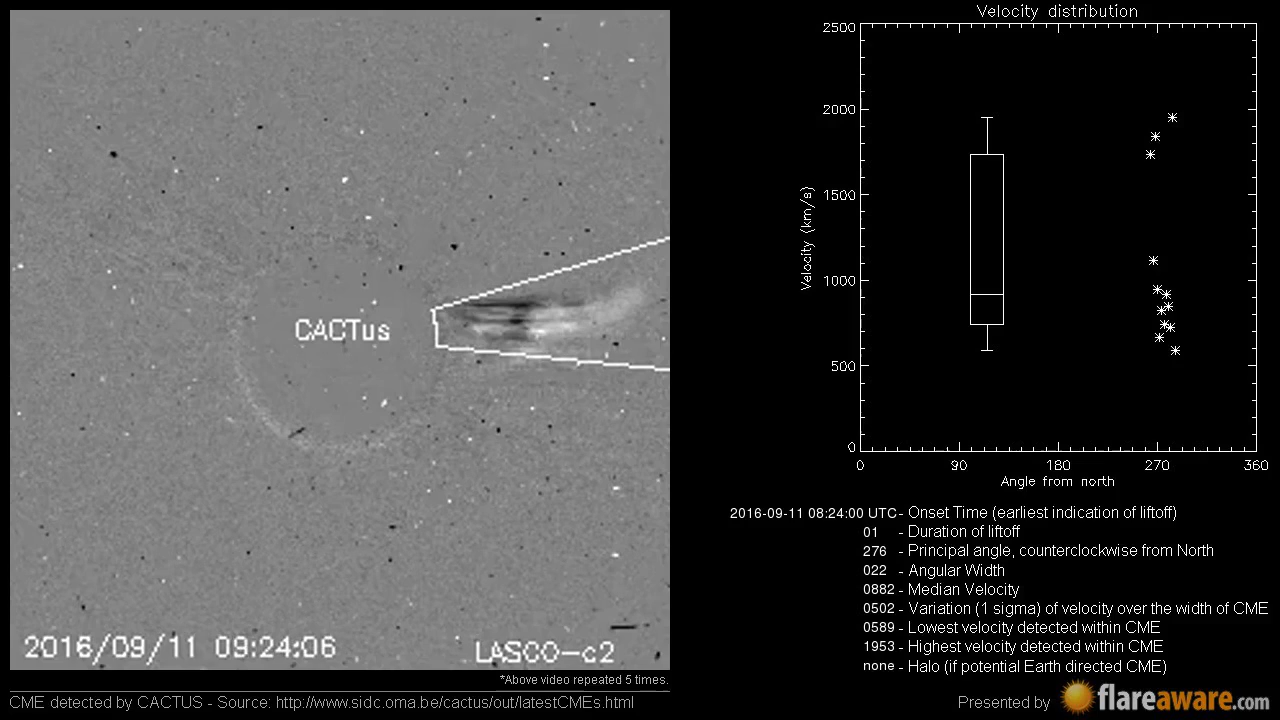 CACTus
2016/09/11 09:24:06
LASCO-c2
*Above video repeated 5 times.
CME detected by CACTUS - Source: http://www.sidc.oma.be/cactus/out/latestCMEs.html
Velocity distribution
2500
2000
1500
1000
500
0
Velocity (km/s)
0 90 180 270 360
Angle from north
2016-09-11 08:24:00 UTC - Onset Time (earliest indication of liftoff)
01 - Duration of liftoff
276 - Principal angle, counterclockwise from North
022 - Angular Width
0882 - Median Velocity
0502 - Variation (1 sigma) of velocity over the width of CME
0589 - Lowest velocity detected within CME
1953 - Highest velocity detected within CME
none - Halo (if potential Earth directed CME)
Presented by flareaware.com